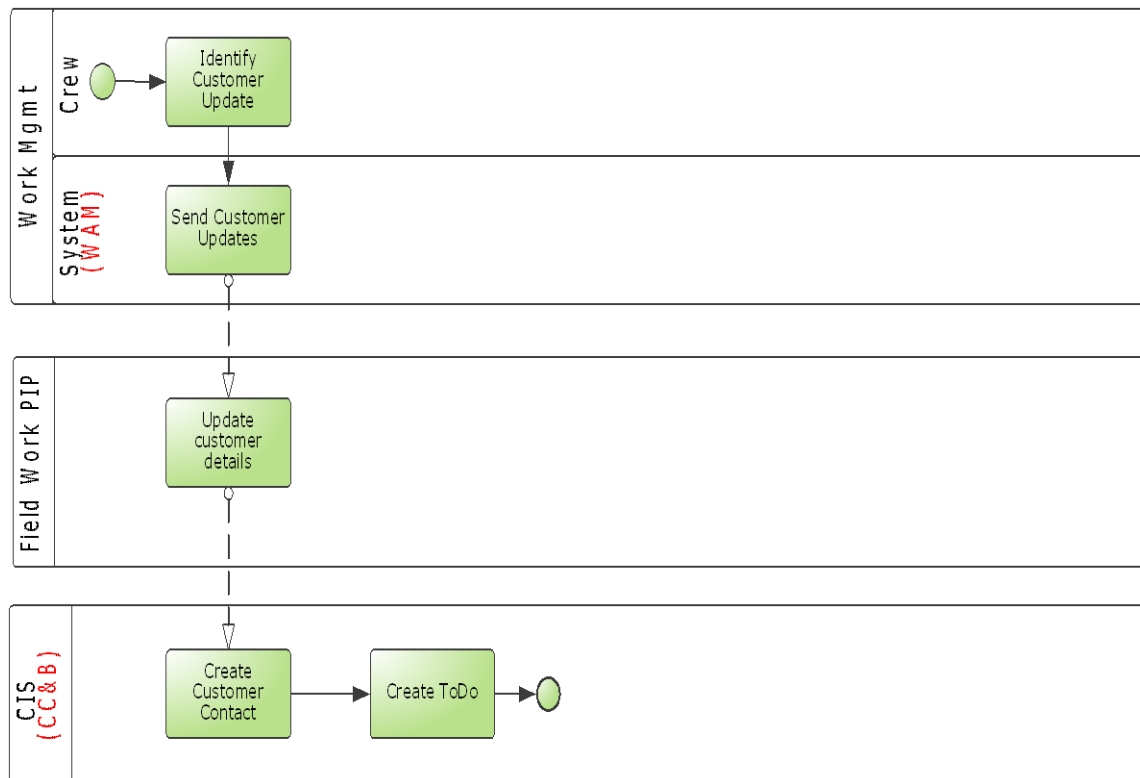 Work Mgmt
Crew
Identify
Customer
Update
System
(WAM)
Send Customer
Updates
Field Work PIP
Update
customer
details
CIS
(CC&B)
Create
Customer
Contact
Create ToDo